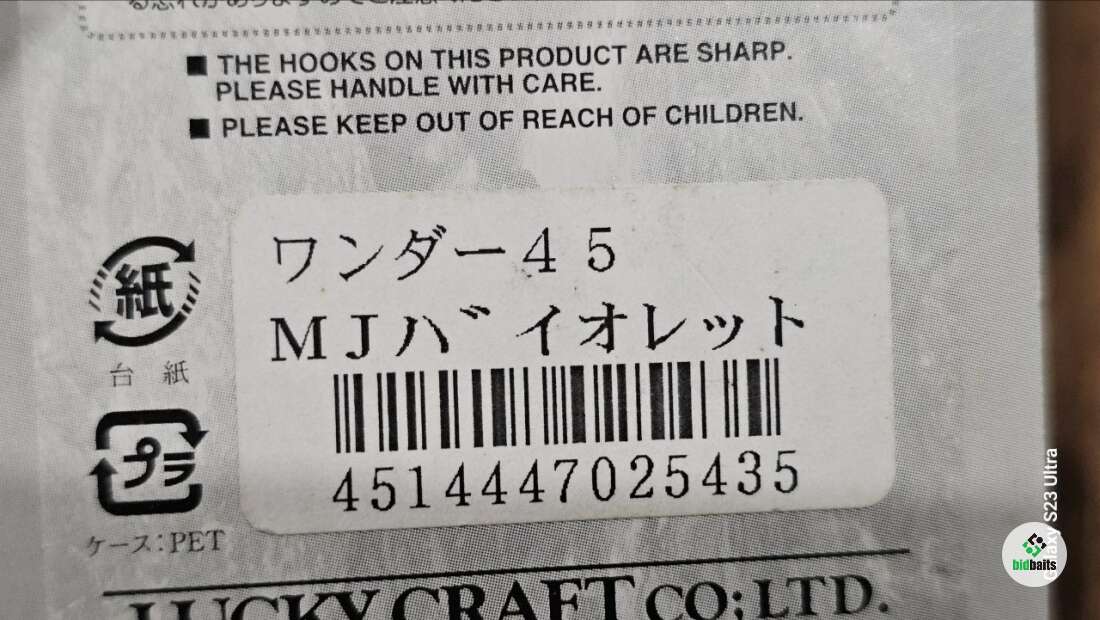 ■ THE HOOKS ON THIS PRODUCT ARE SHARP.
PLEASE HANDLE WITH CARE.
■ PLEASE KEEP OUT OF REACH OF CHILDREN.
ワンダー45
MJバイオレット
4514447025435
紙
台 紙
プラ
ケース:PET
LUCKY CRAFT CO;LTD.
Galaxy S23 Ultra
bidbaits